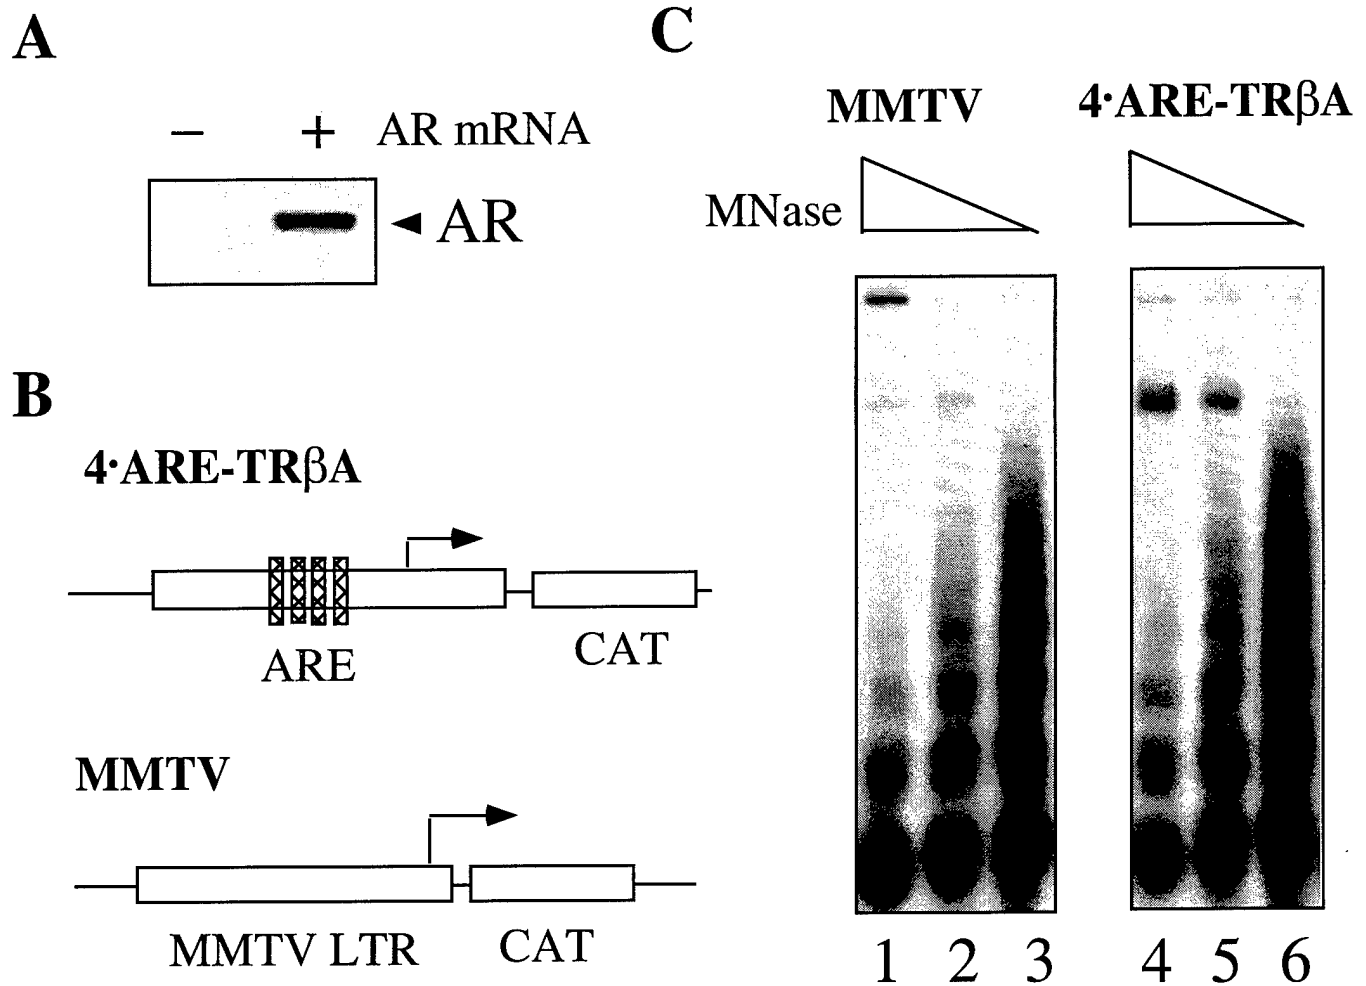 A
− + AR mRNA
AR
B
4·ARE-TRβA
ARE
CAT
MMTV
MMTV LTR
CAT
C
MMTV
4·ARE-TRβA
MNase
1 2 3 4 5 6